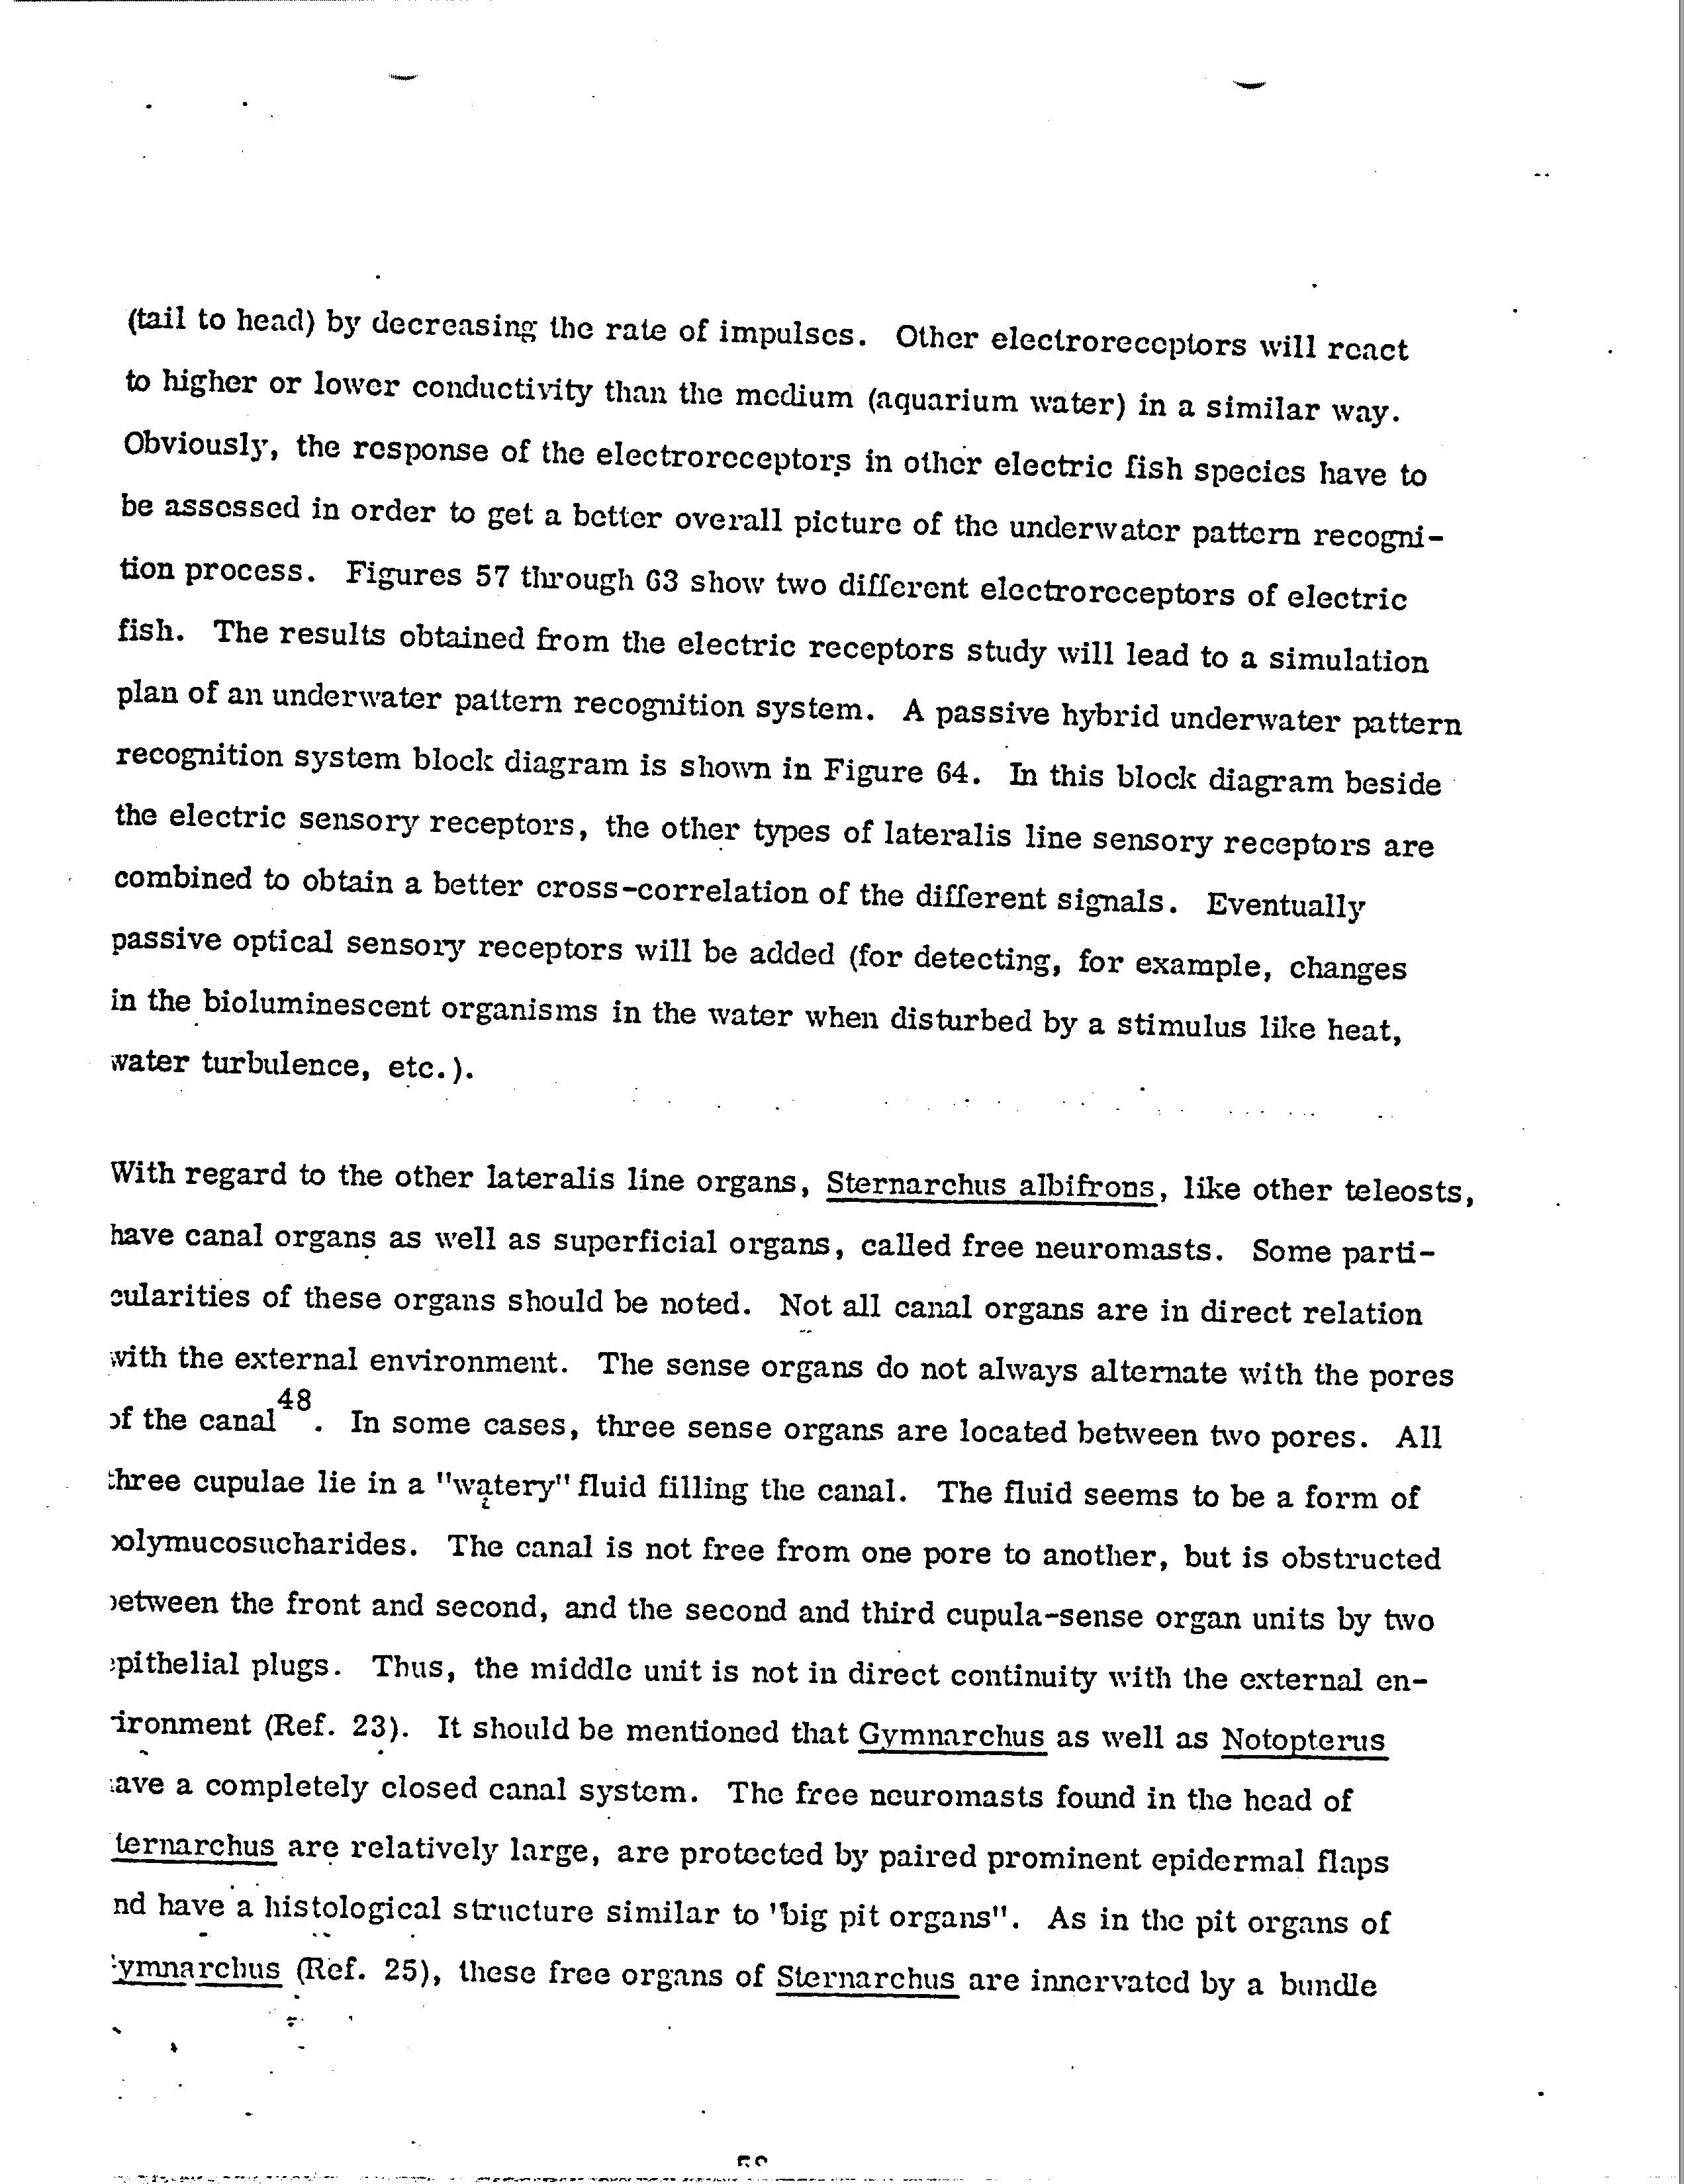 (tail to head) by decreasing the rate of impulses. Other electroreceptors will react
to higher or lower conductivity than the medium (aquarium water) in a similar way.
Obviously, the response of the electroreceptors in other electric fish species have to
be assessed in order to get a better overall picture of the underwater pattern recogni-
tion process. Figures 57 through 63 show two different electroreceptors of electric
fish. The results obtained from the electric receptors study will lead to a simulation
plan of an underwater pattern recognition system. A passive hybrid underwater pattern
recognition system block diagram is shown in Figure 64. In this block diagram beside
the electric sensory receptors, the other types of lateralis line sensory receptors are
combined to obtain a better cross-correlation of the different signals. Eventually
passive optical sensory receptors will be added (for detecting, for example, changes
in the bioluminescent organisms in the water when disturbed by a stimulus like heat,
water turbulence, etc.).
With regard to the other lateralis line organs, Sternarchus albifrons, like other teleosts,
have canal organs as well as superficial organs, called free neuromasts. Some parti-
cularities of these organs should be noted. Not all canal organs are in direct relation
with the external environment. The sense organs do not always alternate with the pores
of the canal48. In some cases, three sense organs are located between two pores. All
three cupulae lie in a "watery" fluid filling the canal. The fluid seems to be a form of
polymucosucharides. The canal is not free from one pore to another, but is obstructed
between the front and second, and the second and third cupula-sense organ units by two
epithelial plugs. Thus, the middle unit is not in direct continuity with the external en-
ironment (Ref. 23). It should be mentioned that Gymnarchus as well as Notopterus
ave a completely closed canal system. The free neuromasts found in the head of
ternarchus are relatively large, are protected by paired prominent epidermal flaps
nd have a histological structure similar to 'big pit organs". As in the pit organs of
ymnarchus (Ref. 25), these free organs of Sternarchus are innervated by a bundle